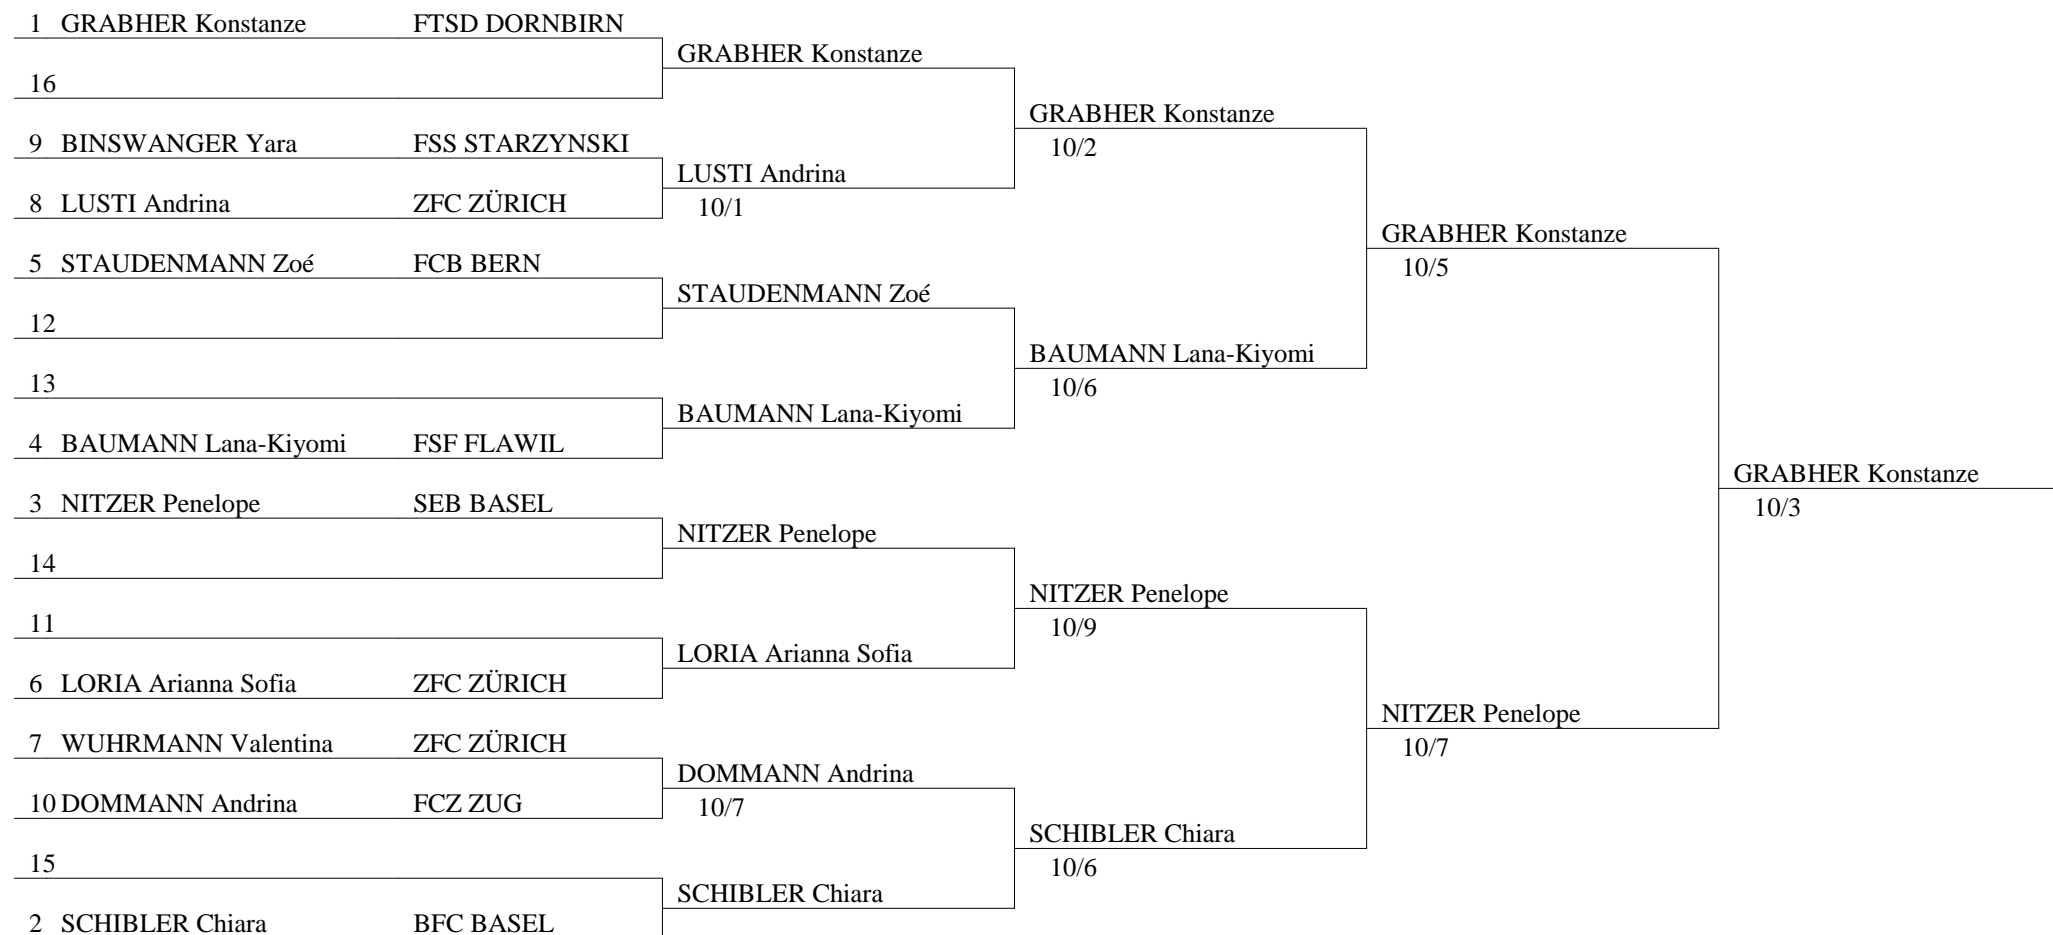 1 GRABHER Konstanze FTSD DORNBIRN
GRABHER Konstanze
16
GRABHER Konstanze
10/2
9 BINSWANGER Yara FSS STARZYNSKI
LUSTI Andrina
10/1
8 LUSTI Andrina ZFC ZÜRICH
GRABHER Konstanze
10/5
5 STAUDENMANN Zoé FCB BERN
STAUDENMANN Zoé
12
BAUMANN Lana-Kiyomi
10/6
13
BAUMANN Lana-Kiyomi
4 BAUMANN Lana-Kiyomi FSF FLAWIL
GRABHER Konstanze
10/3
3 NITZER Penelope SEB BASEL
NITZER Penelope
14
NITZER Penelope
10/9
11
LORIA Arianna Sofia
6 LORIA Arianna Sofia ZFC ZÜRICH
NITZER Penelope
10/7
7 WUHRMANN Valentina ZFC ZÜRICH
DOMMANN Andrina
10/7
10 DOMMANN Andrina FCZ ZUG
SCHIBLER Chiara
10/6
15
SCHIBLER Chiara
2 SCHIBLER Chiara BFC BASEL